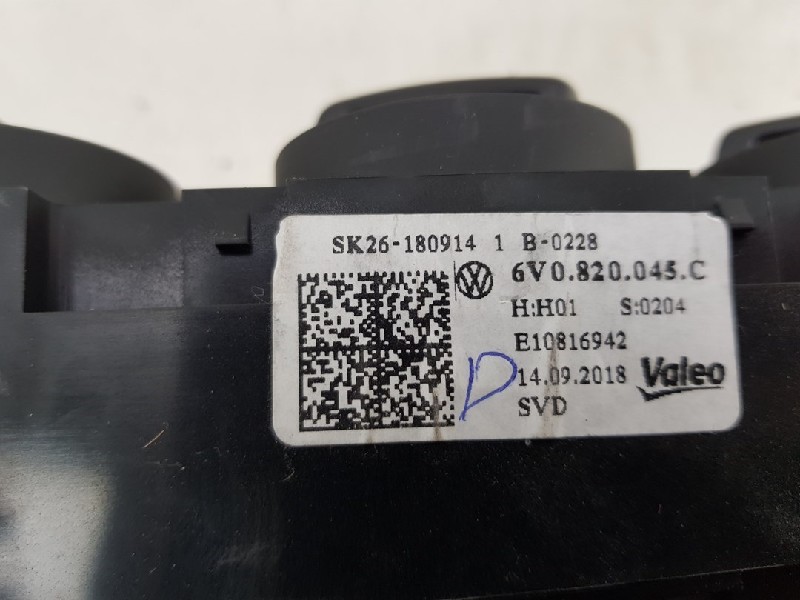 SK26-180914 1 B-0228
6V0.820.045.C
H:H01 S:0204
E10816942
14.09.2018 Valeo
SVD
D